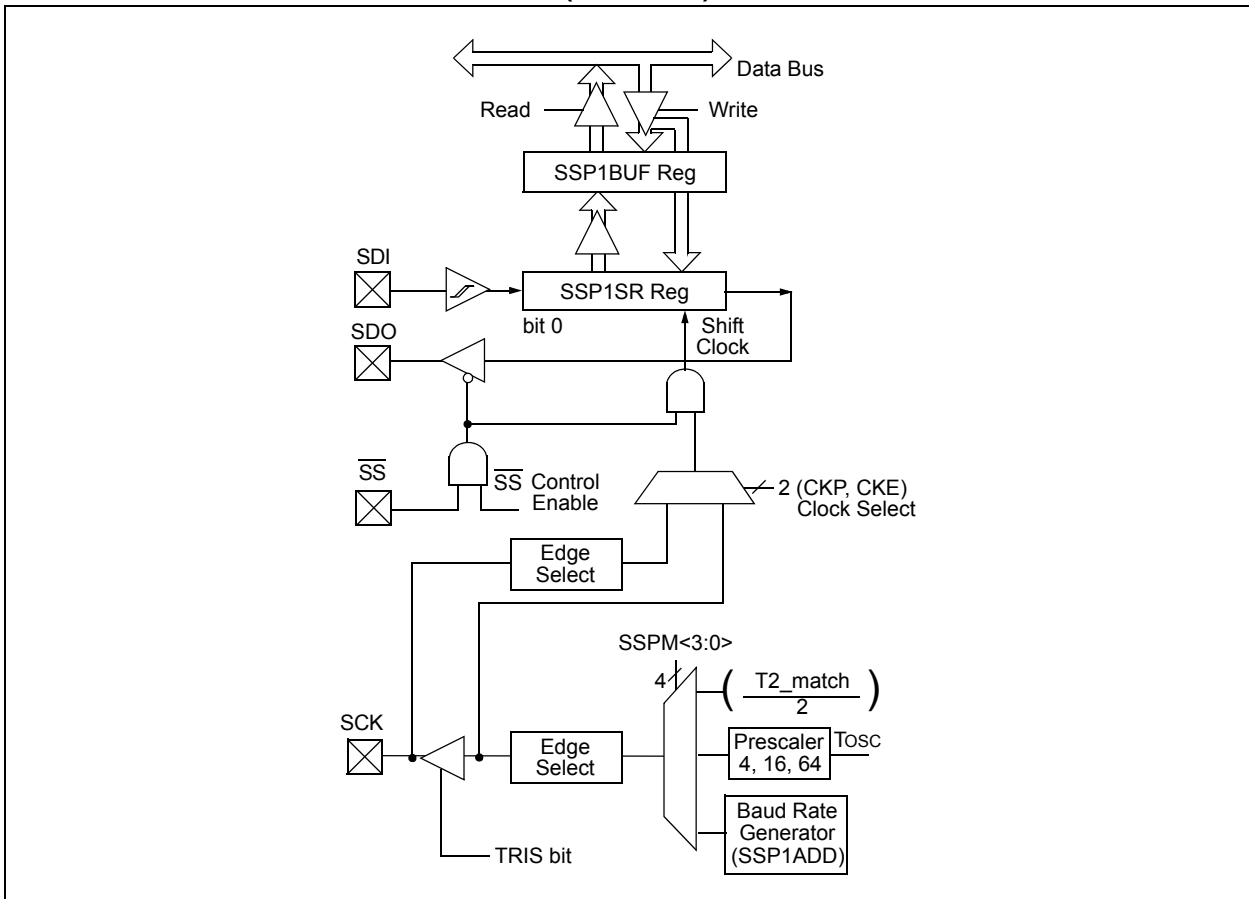 Data Bus
Read
Write
SSP1BUF Reg
SDI
SSP1SR Reg
bit 0
Shift
Clock
SDO
SS
SS Control
Enable
2 (CKP, CKE)
Clock Select
Edge
Select
SSPM<3:0>
4
( T2_match )
2
SCK
Edge
Select
Prescaler
4, 16, 64
TOSC
Baud Rate
Generator
(SSP1ADD)
TRIS bit